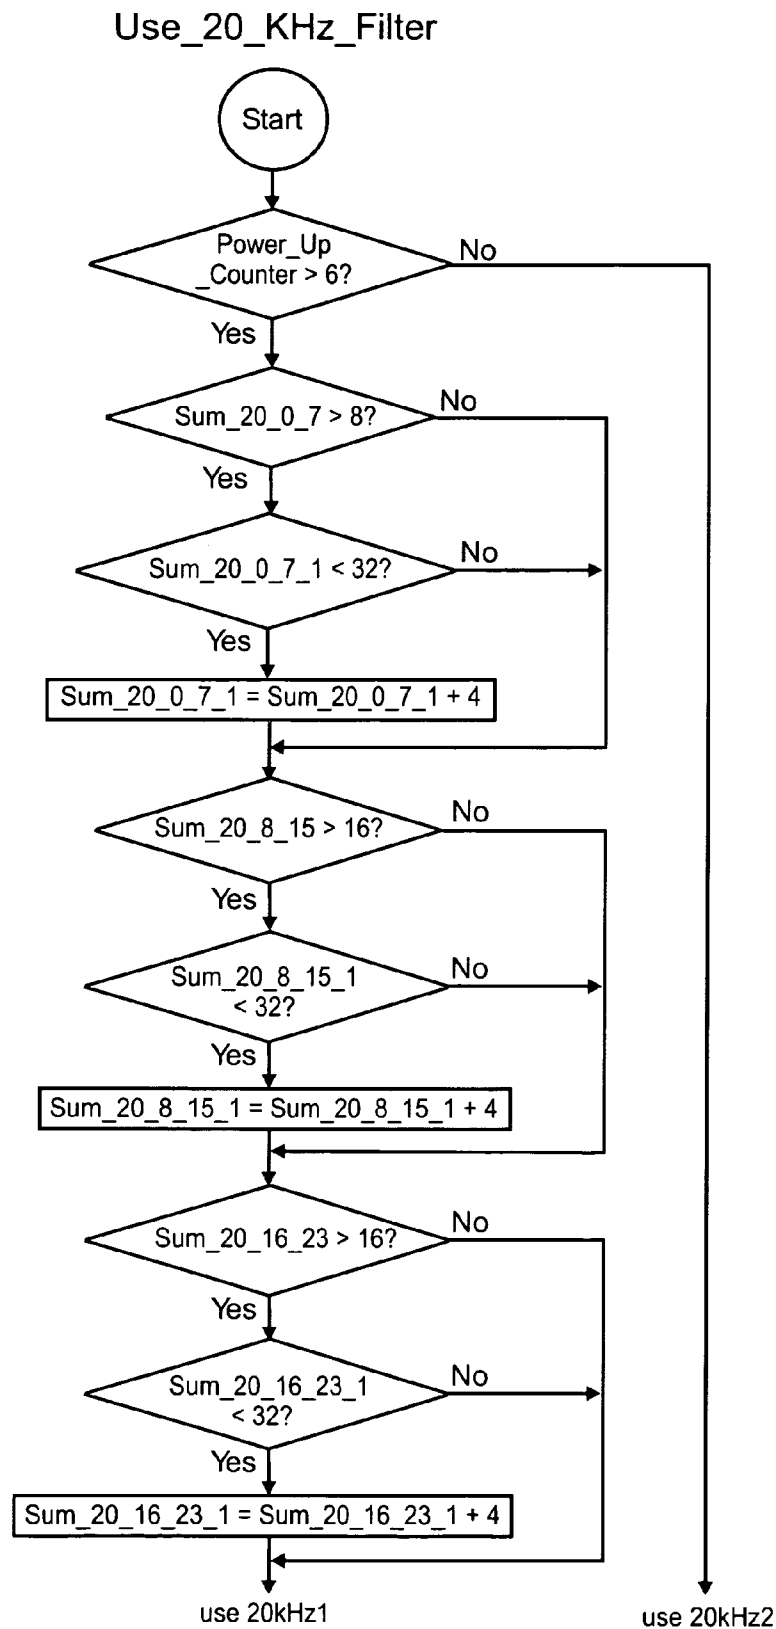 Use_20_KHz_Filter
Start
Power_Up
_Counter > 6?
No
Yes
Sum_20_0_7 > 8?
No
Yes
Sum_20_0_7_1 < 32?
No
Yes
Sum_20_0_7_1 = Sum_20_0_7_1 + 4
Sum_20_8_15 > 16?
No
Yes
Sum_20_8_15_1
< 32?
No
Yes
Sum_20_8_15_1 = Sum_20_8_15_1 + 4
Sum_20_16_23 > 16?
No
Yes
Sum_20_16_23_1
< 32?
No
Yes
Sum_20_16_23_1 = Sum_20_16_23_1 + 4
use 20kHz1
use 20kHz2